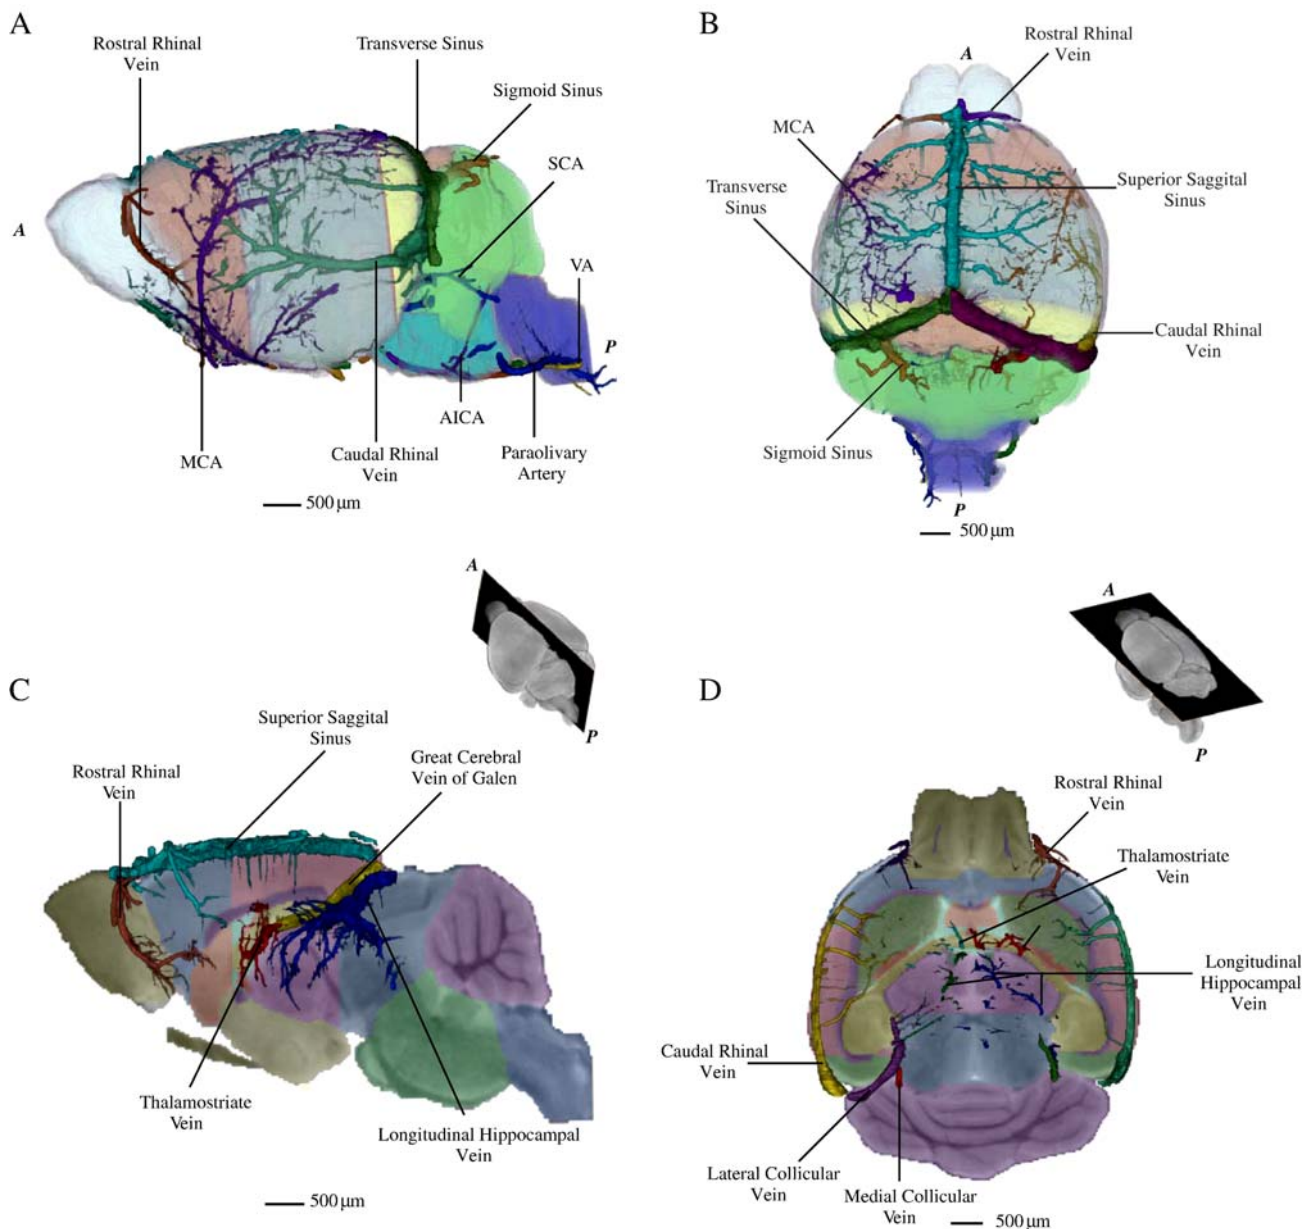 A
Rostral Rhinal
Vein
Transverse Sinus
Sigmoid Sinus
SCA
VA
A
P
MCA
Caudal Rhinal
Vein
AICA
Paraolivary
Artery
500 μm
B
A
Rostral Rhinal
Vein
MCA
Transverse
Sinus
Superior Saggital
Sinus
Caudal Rhinal
Vein
Sigmoid Sinus
P
500 μm
A
P
C
Superior Saggital
Sinus
Great Cerebral
Vein of Galen
Rostral Rhinal
Vein
Thalamostriate
Vein
Longitudinal Hippocampal
Vein
500 μm
A
P
D
Rostral Rhinal
Vein
Thalamostriate
Vein
Longitudinal
Hippocampal
Vein
Caudal Rhinal
Vein
Lateral Collicular
Vein
Medial Collicular
Vein
500 μm